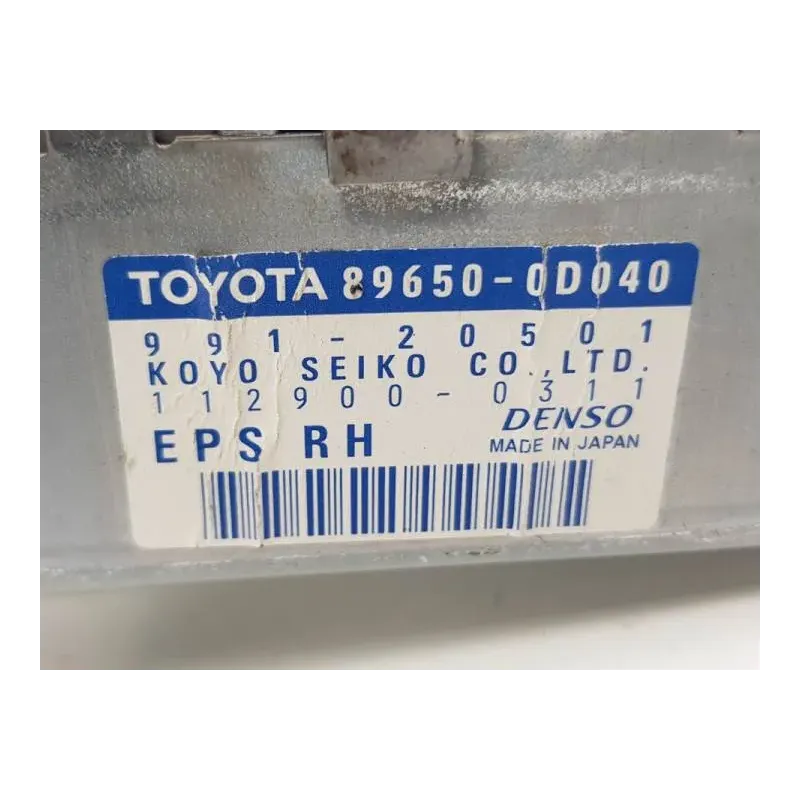 TOYOTA 89650-0D040
991-20501
KOYO SEIKO CO.,LTD.
112900-0311
DENSO
EPS RH
MADE IN JAPAN